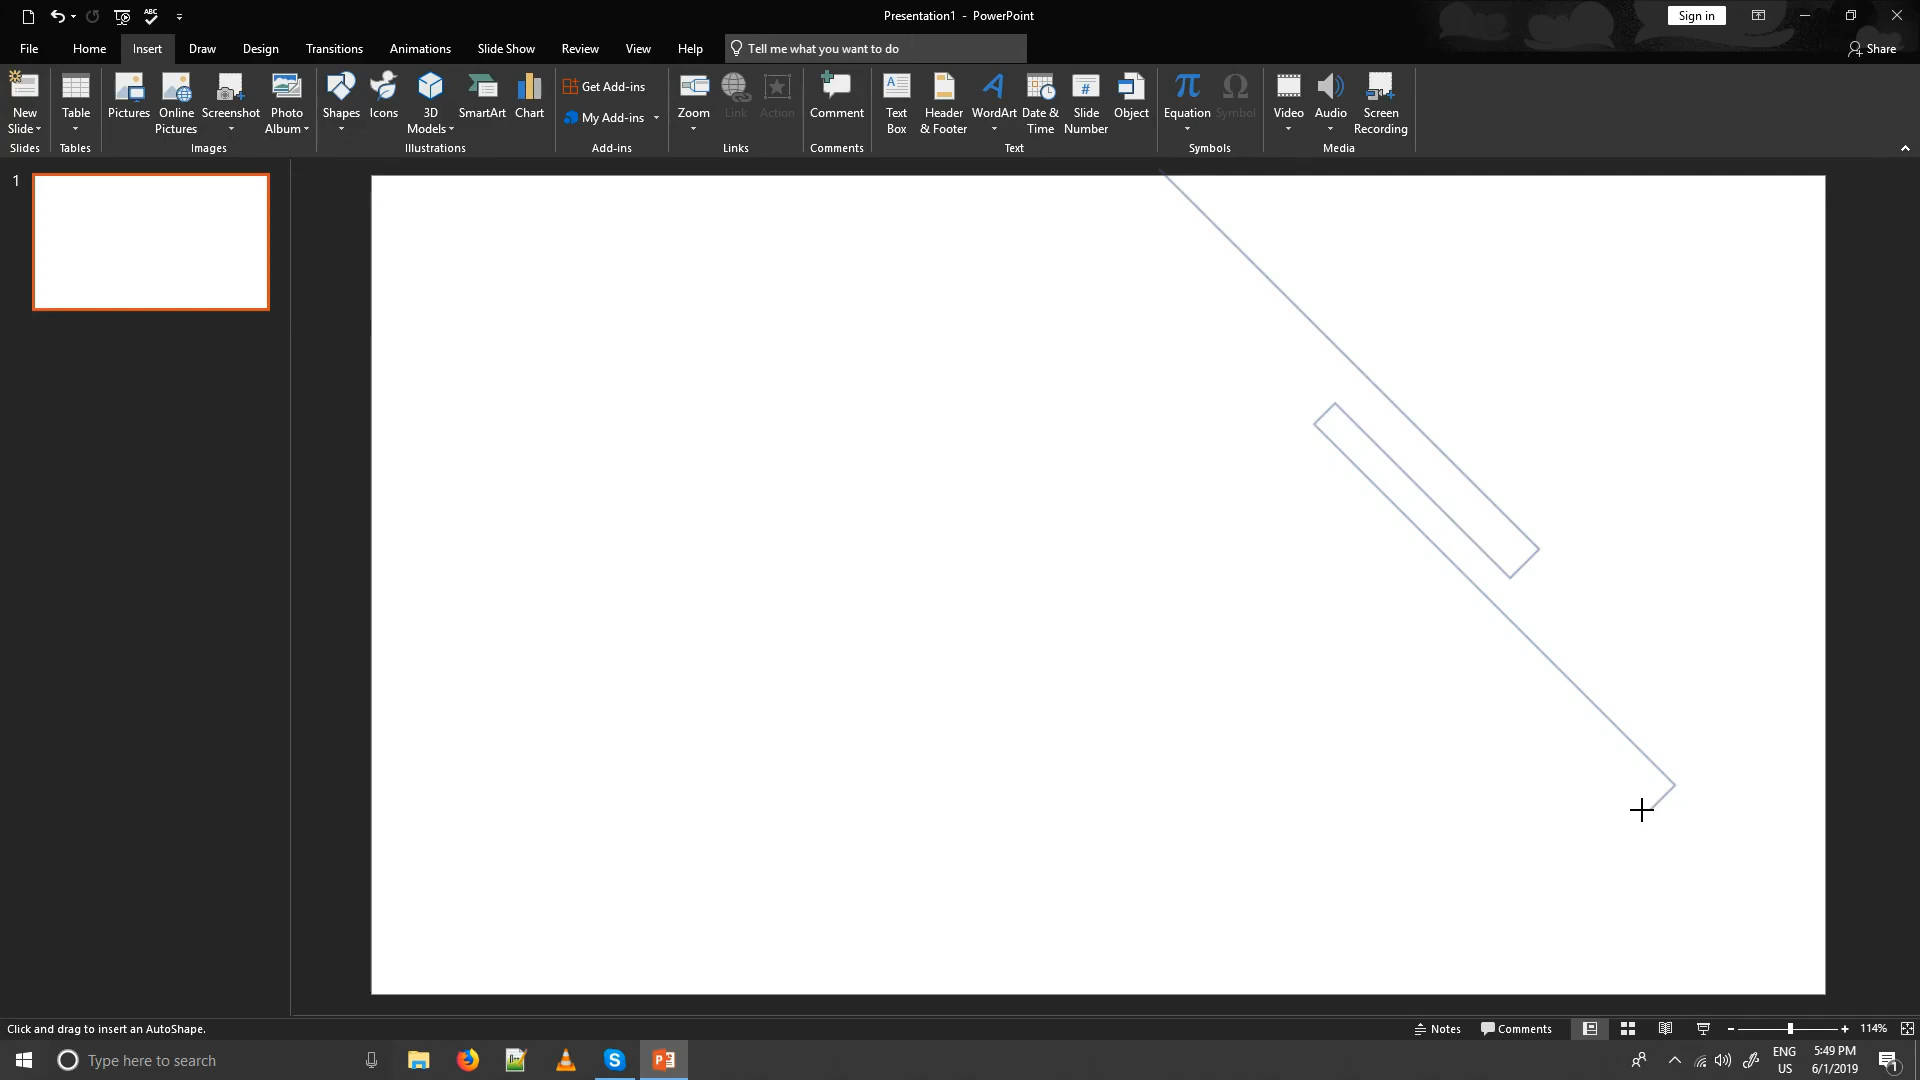 ABC
Presentation1 - PowerPoint
Sign in
File Home Insert Draw Design Transitions Animations Slide Show Review View Help Tell me what you want to do Share
New Slide
Table
Pictures
Online Pictures
Screenshot
Photo Album
Shapes
Icons
3D Models
SmartArt
Chart
Get Add-ins
My Add-ins
Zoom
Link
Action
Comment
Text Box
Header & Footer
WordArt
Date & Time
Slide Number
Object
Equation
Symbol
Video
Audio
Screen Recording
Slides Tables Images Illustrations Add-ins Links Comments Text Symbols Media
1
Click and drag to insert an AutoShape.
Notes Comments 114%
Type here to search
ENG
US
5:49 PM
6/1/2019
1